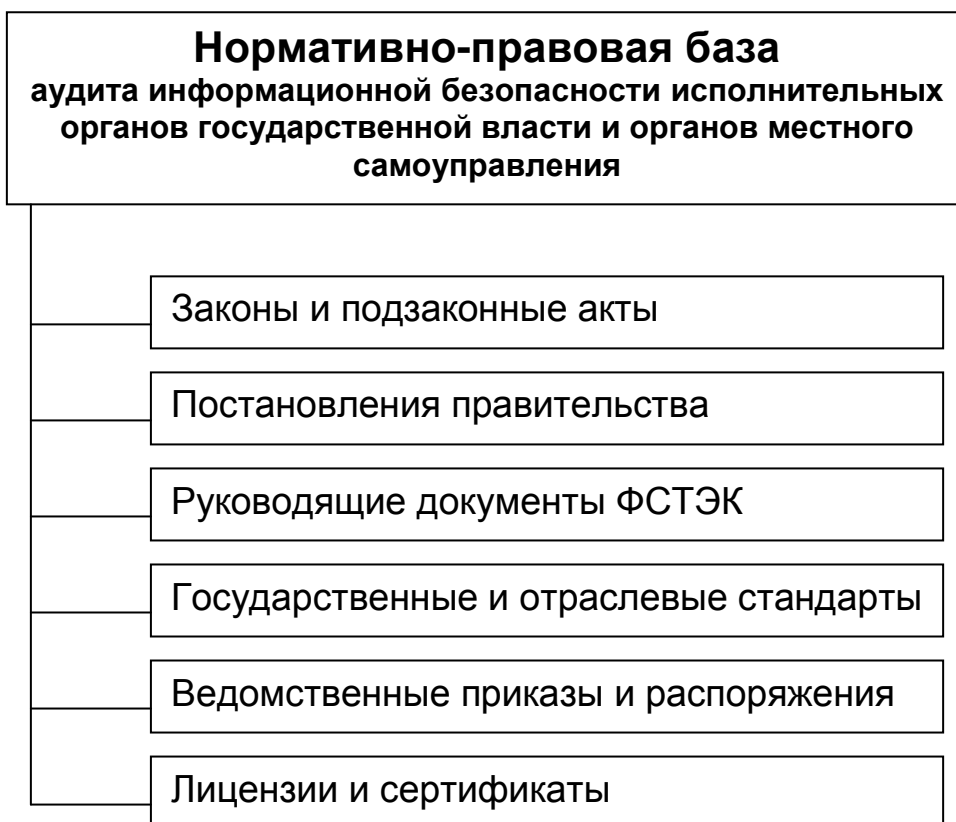 Нормативно-правовая база
аудита информационной безопасности исполнительных
органов государственной власти и органов местного
самоуправления
Законы и подзаконные акты
Постановления правительства
Руководящие документы ФСТЭК
Государственные и отраслевые стандарты
Ведомственные приказы и распоряжения
Лицензии и сертификаты